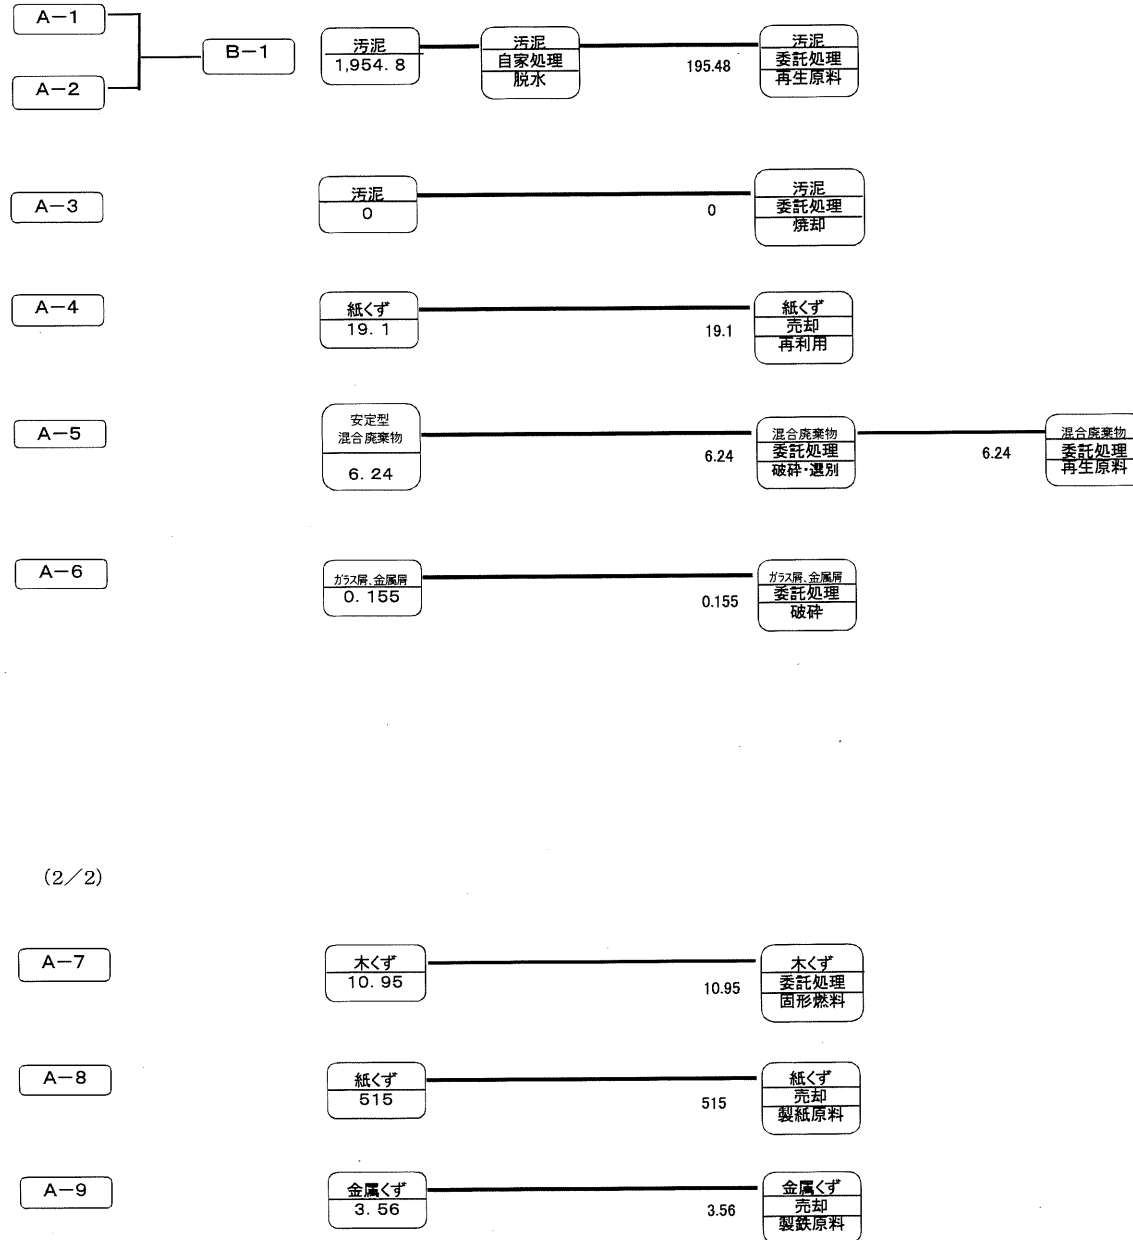 A-1
A-2
B-1
汚泥
1,954. 8
汚泥
自家処理
脱水
195.48
汚泥
委託処理
再生原料
A-3
汚泥
0
0
汚泥
委託処理
焼却
A-4
紙くず
19. 1
19.1
紙くず
売却
再利用
A-5
安定型
混合廃棄物
6. 24
6.24
混合廃棄物
委託処理
破砕・選別
6.24
混合廃棄物
委託処理
再生原料
A-6
ガラス屑、金属屑
0. 155
0.155
ガラス屑、金属屑
委託処理
破砕
(2/2)
A-7
木くず
10. 95
10.95
木くず
委託処理
固形燃料
A-8
紙くず
515
515
紙くず
売却
製紙原料
A-9
金属くず
3. 56
3.56
金属くず
売却
製鉄原料